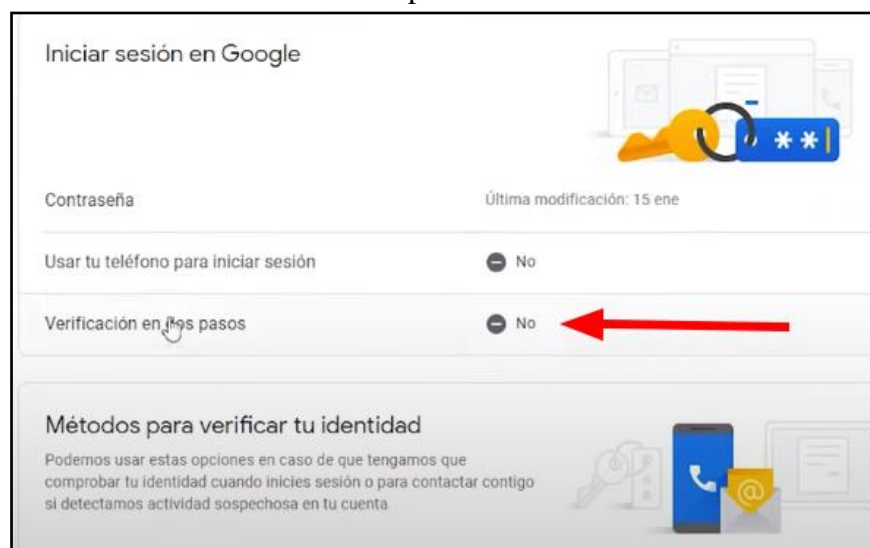 Iniciar sesión en Google
**
Contraseña Última modificación: 15 ene
Usar tu teléfono para iniciar sesión No
Verificación en dos pasos No
Métodos para verificar tu identidad
Podemos usar estas opciones en caso de que tengamos que
comprobar tu identidad cuando inicies sesión o para contactar contigo
si detectamos actividad sospechosa en tu cuenta
@